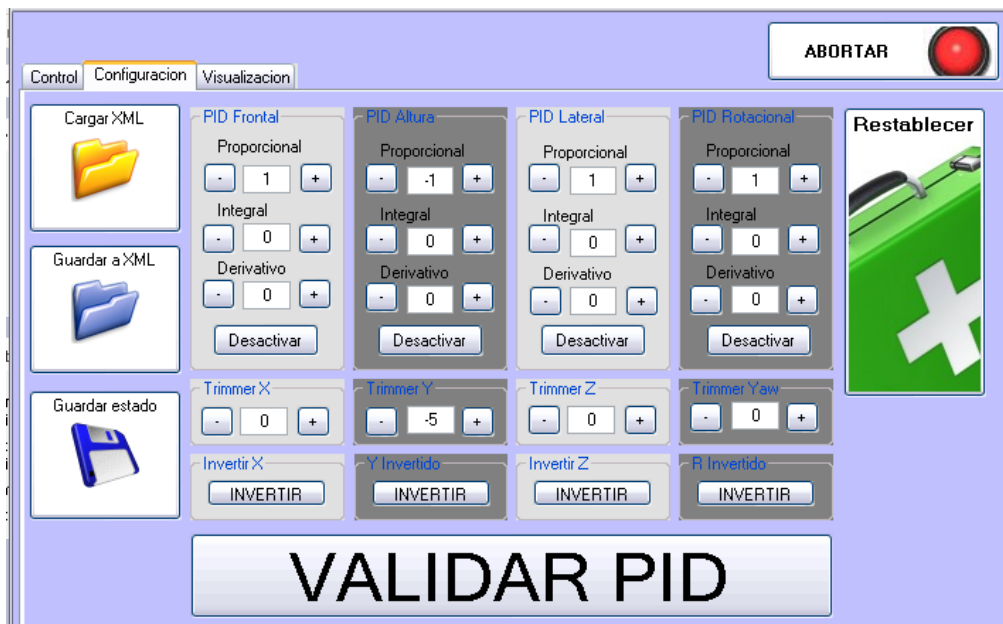 ABORTAR
Control Configuracion Visualizacion
Cargar XML
Guardar a XML
Guardar estado
PID Frontal
Proporcional
- 1 +
Integral
- 0 +
Derivativo
- 0 +
Desactivar
PID Altura
Proporcional
- -1 +
Integral
- 0 +
Derivativo
- 0 +
Desactivar
PID Lateral
Proporcional
- 1 +
Integral
- 0 +
Derivativo
- 0 +
Desactivar
PID Rotacional
Proporcional
- 1 +
Integral
- 0 +
Derivativo
- 0 +
Desactivar
Restablecer
Trimmer X
- 0 +
Trimmer Y
- -5 +
Trimmer Z
- 0 +
Trimmer Yaw
- 0 +
Invertir X
INVERTIR
Y Invertido
INVERTIR
Invertir Z
INVERTIR
R Invertido
INVERTIR
VALIDAR PID